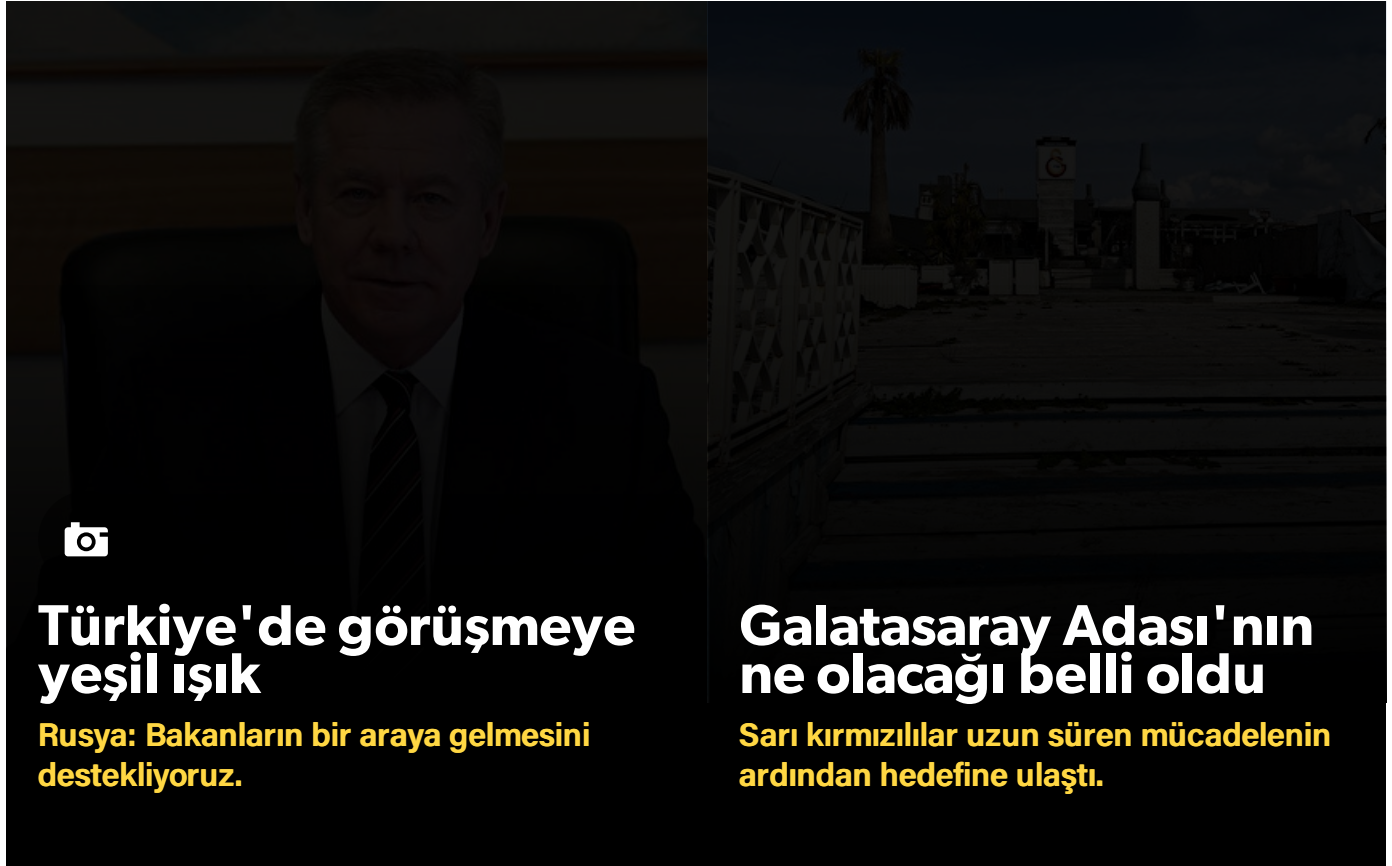 Türkiye'de görüşmeye
yeşil ışık
Rusya: Bakanların bir araya gelmesini
destekliyoruz.
Galatasaray Adası'nın
ne olacağı belli oldu
Sarı kırmızılılar uzun süren mücadelenin
ardından hedefine ulaştı.